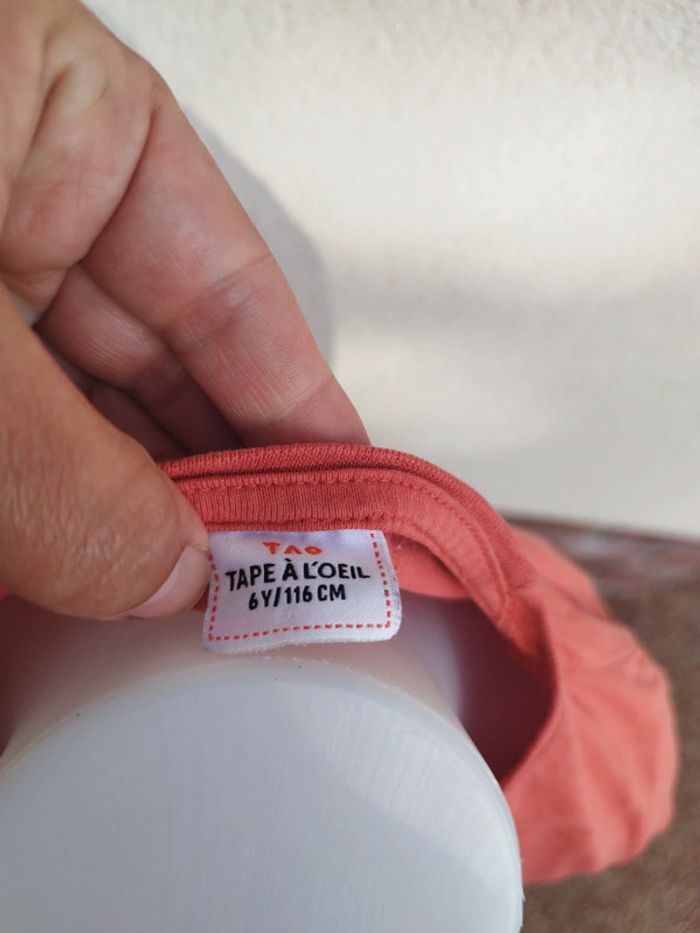 TAO
TAPE À L'OEIL
6Y/116 CM